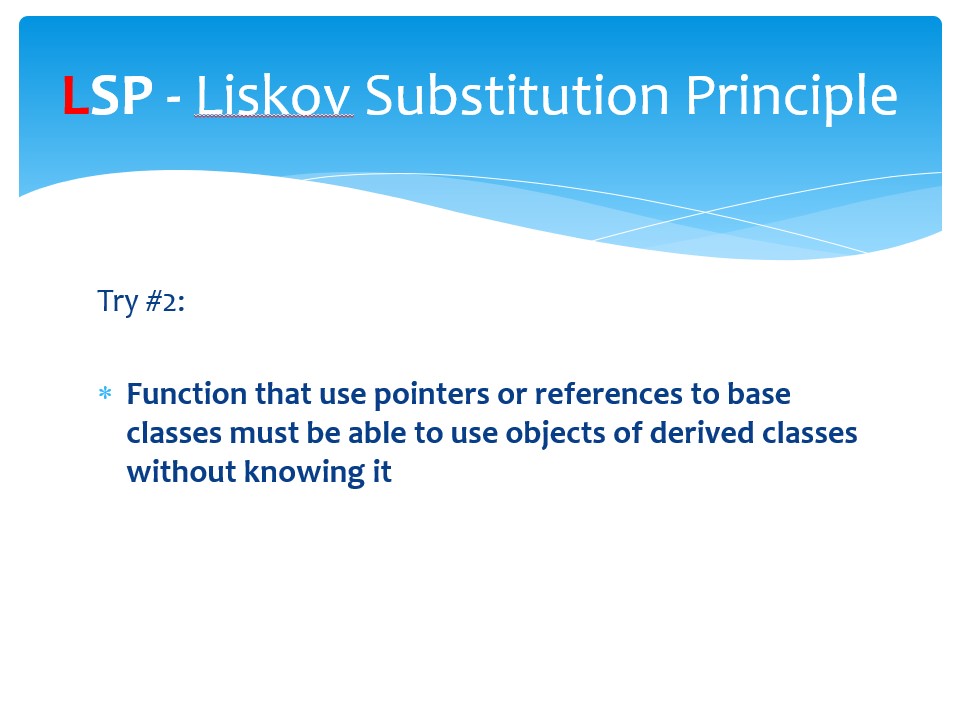 LSP - Liskov Substitution Principle
Try #2:
* Function that use pointers or references to base
classes must be able to use objects of derived classes
without knowing it